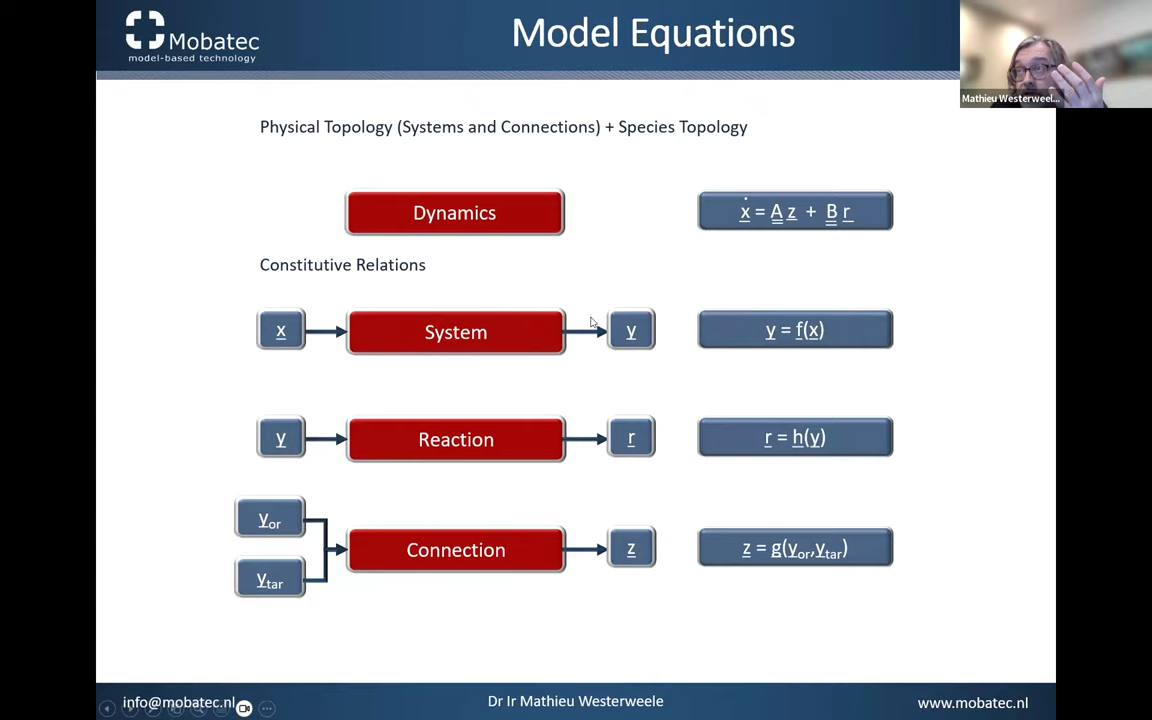 Mobatec
model-based technology
Model Equations
Mathieu Westerweel...
Physical Topology (Systems and Connections) + Species Topology
Dynamics
ẋ = A z + B r
Constitutive Relations
x
System
y
y = f(x)
y
Reaction
r
r = h(y)
yor
ytar
Connection
z
z = g(yor,ytar)
info@mobatec.nl
Dr Ir Mathieu Westerweele
www.mobatec.nl